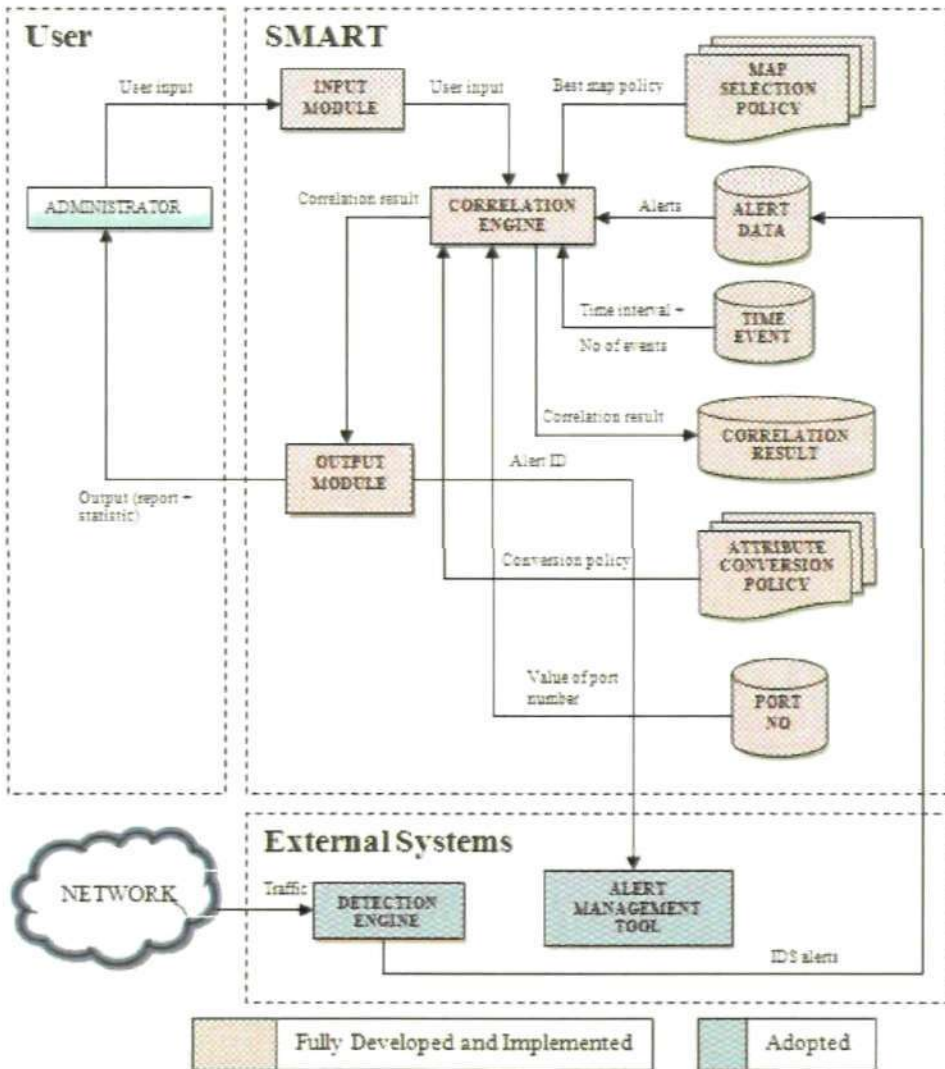 User
SMART
User input
INPUT
MODULE
User input
Best map policy
MAP
SELECTION
POLICY
ADMINISTRATOR
Correlation result
CORRELATION
ENGINE
Alerts
ALERT
DATA
Time interval +
No of events
TIME
EVENT
Correlation result
CORRELATION
RESULT
OUTPUT
MODULE
Alert ID
Output (report +
statistic)
Conversion policy
ATTRIBUTE
CONVERSION
POLICY
Value of port
number
PORT
NO
External Systems
NETWORK
Traffic
DETECTION
ENGINE
ALERT
MANAGEMENT
TOOL
IDS alerts
Fully Developed and Implemented
Adopted